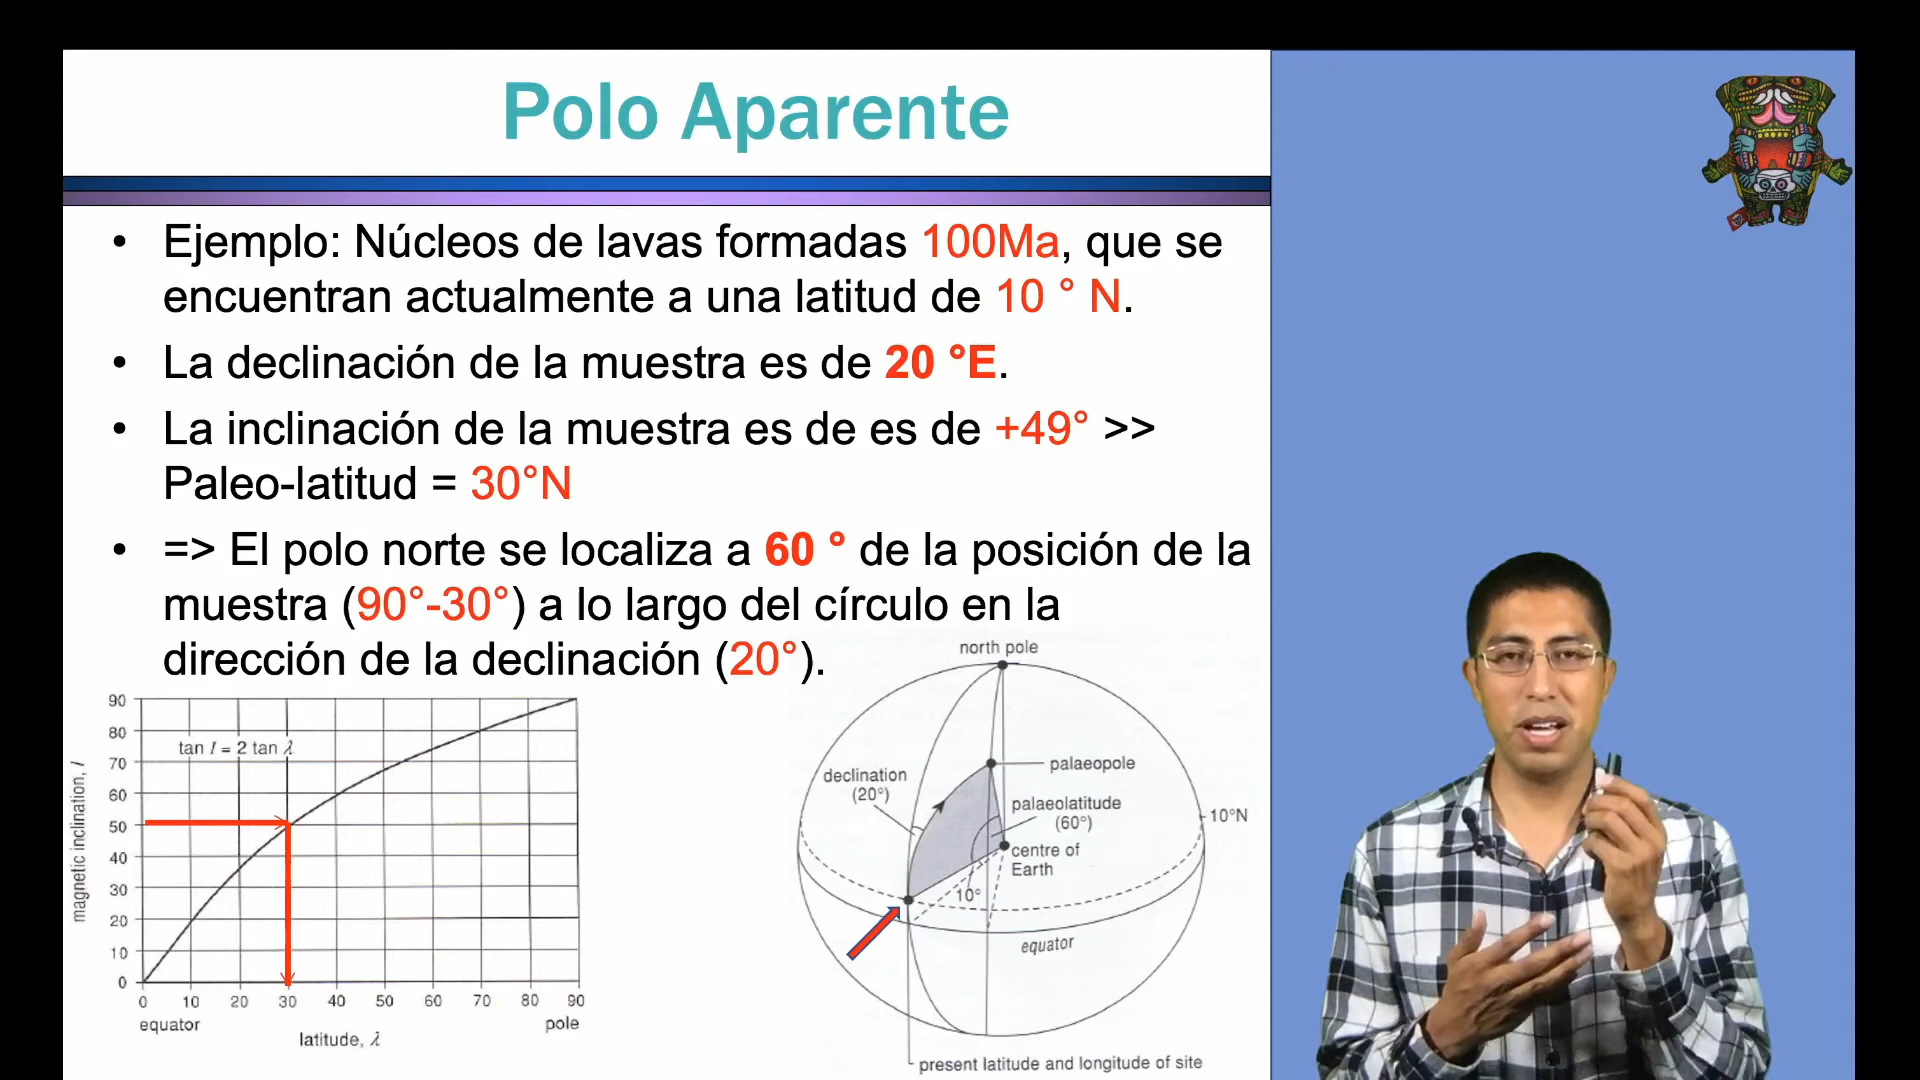 Polo Aparente
• Ejemplo: Núcleos de lavas formadas 100Ma, que se
encuentran actualmente a una latitud de 10 ° N.
• La declinación de la muestra es de 20 °E.
• La inclinación de la muestra es de es de +49° >>
Paleo-latitud = 30°N
• => El polo norte se localiza a 60 ° de la posición de la
muestra (90°-30°) a lo largo del círculo en la
dirección de la declinación (20°).
magnetic inclination, I
90
80
70
60
50
40
30
20
10
0
tan I = 2 tan λ
0 10 20 30 40 50 60 70 80 90
equator
pole
latitude, λ
north pole
declination
(20°)
palaeopole
palaeolatitude
(60°)
10°N
centre of
Earth
10°
equator
present latitude and longitude of site